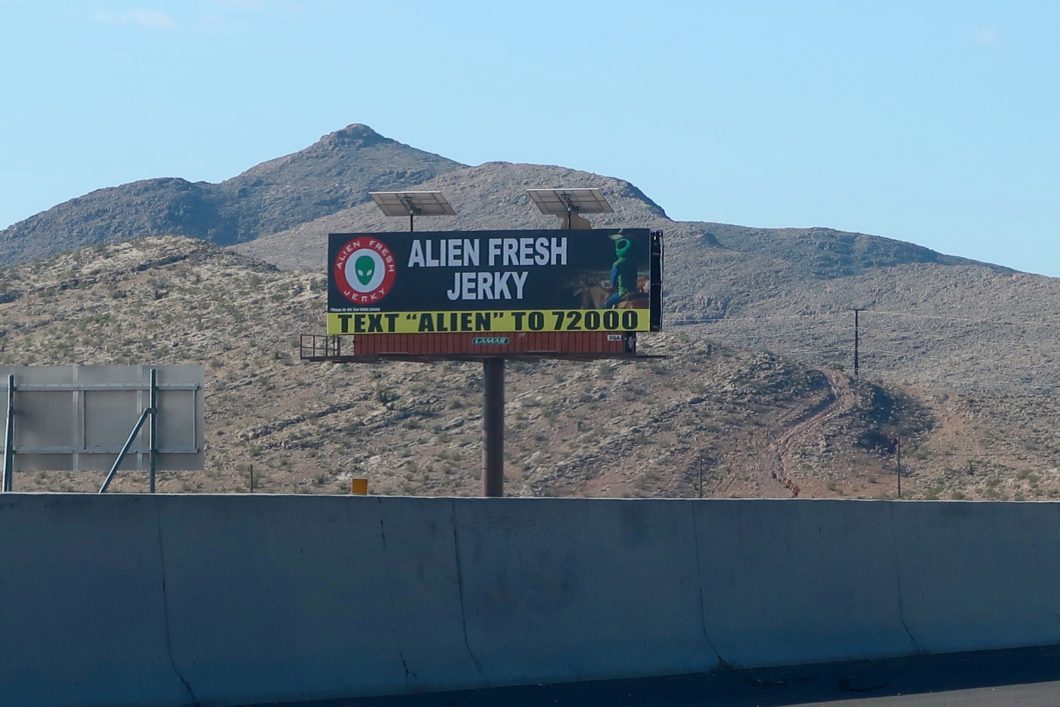 ALIEN FRESH
JERKY
ALIEN FRESH
JERKY
TEXT “ALIEN” TO 72000
LAMAR